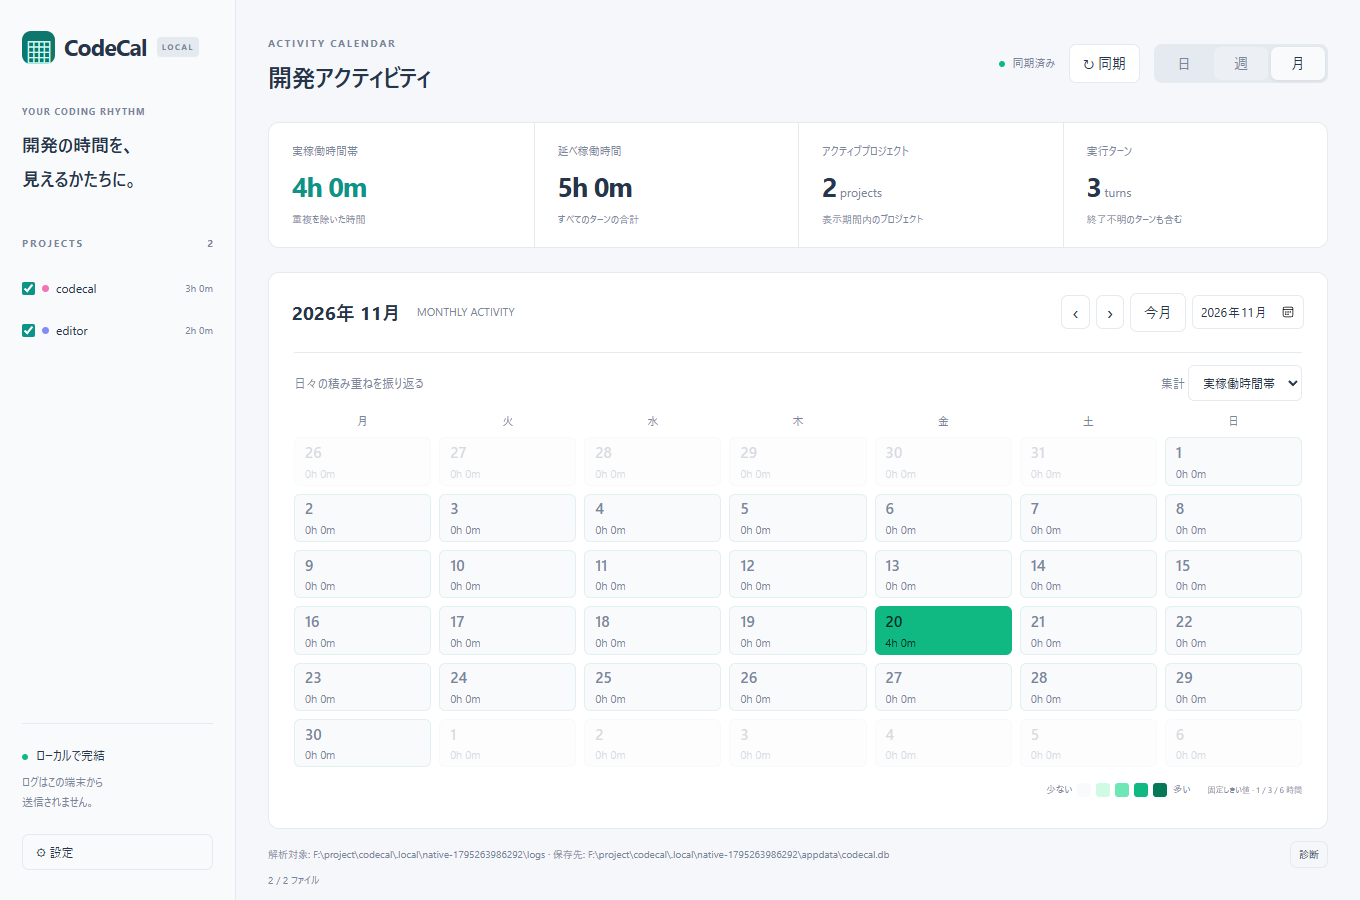 CodeCal LOCAL
YOUR CODING RHYTHM
開発の時間を、
見えるかたちに。
PROJECTS 2
codecal 3h 0m
editor 2h 0m
ローカルで完結
ログはこの端末から
送信されません。
⚙ 設定
ACTIVITY CALENDAR
開発アクティビティ
同期済み ↻ 同期 日 週 月
実稼働時間帯
4h 0m
重複を除いた時間
延べ稼働時間
5h 0m
すべてのターンの合計
アクティブプロジェクト
2 projects
表示期間内のプロジェクト
実行ターン
3 turns
終了不明のターンも含む
2026年 11月 MONTHLY ACTIVITY ‹ › 今月 2026年11月
日々の積み重ねを振り返る 集計 実稼働時間帯
月 火 水 木 金 土 日
26 27 28 29 30 31 1
0h 0m 0h 0m 0h 0m 0h 0m 0h 0m 0h 0m 0h 0m
2 3 4 5 6 7 8
0h 0m 0h 0m 0h 0m 0h 0m 0h 0m 0h 0m 0h 0m
9 10 11 12 13 14 15
0h 0m 0h 0m 0h 0m 0h 0m 0h 0m 0h 0m 0h 0m
16 17 18 19 20 21 22
0h 0m 0h 0m 0h 0m 0h 0m 4h 0m 0h 0m 0h 0m
23 24 25 26 27 28 29
0h 0m 0h 0m 0h 0m 0h 0m 0h 0m 0h 0m 0h 0m
30 1 2 3 4 5 6
0h 0m 0h 0m 0h 0m 0h 0m 0h 0m 0h 0m 0h 0m
少ない 多い 固定しきい値 · 1 / 3 / 6 時間
解析対象: F:\project\codecal\.local\native-1795263986292\logs · 保存先: F:\project\codecal\.local\native-1795263986292\appdata\codecal.db 診断
2 / 2 ファイル